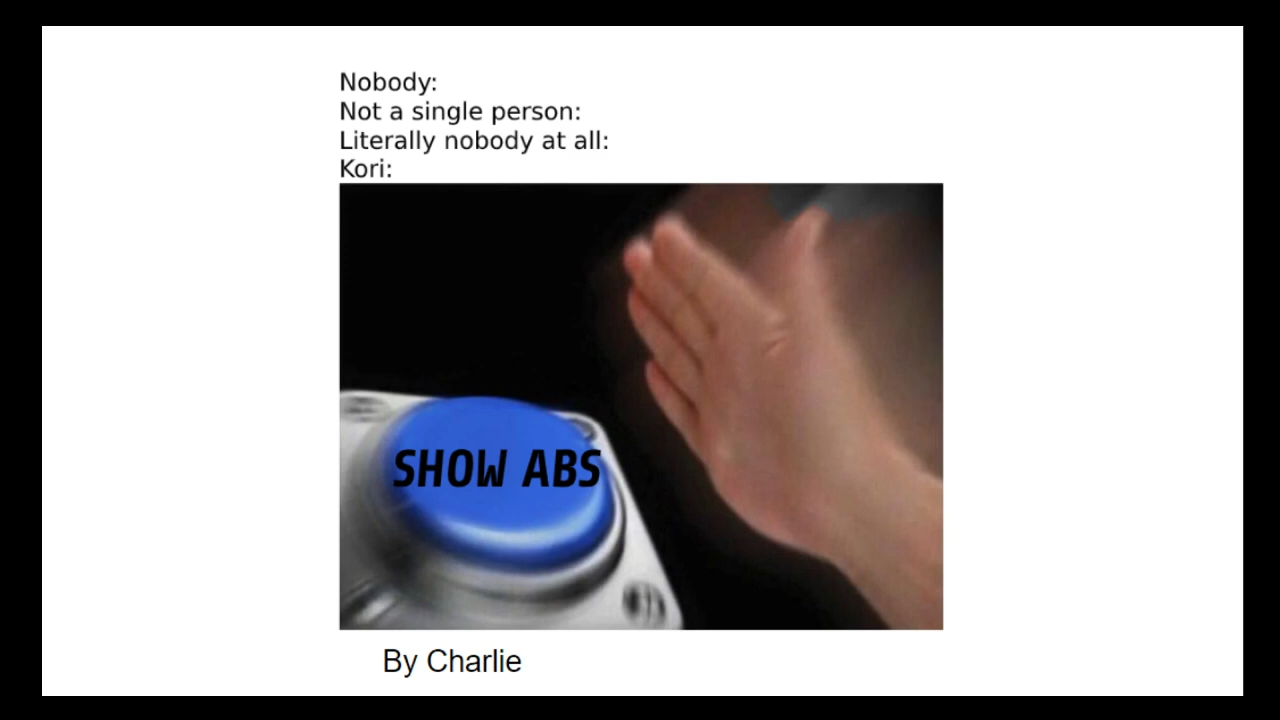 Nobody:
Not a single person:
Literally nobody at all:
Kori:
SHOW ABS
By Charlie